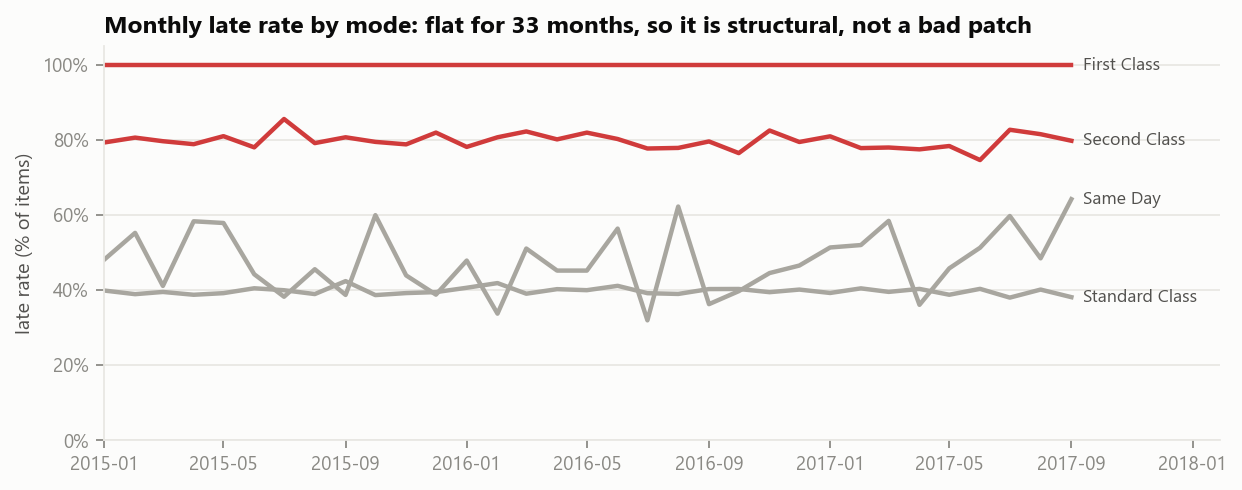 Monthly late rate by mode: flat for 33 months, so it is structural, not a bad patch
late rate (% of items)
100%
80%
60%
40%
20%
0%
First Class
Second Class
Same Day
Standard Class
2015-01
2015-05
2015-09
2016-01
2016-05
2016-09
2017-01
2017-05
2017-09
2018-01